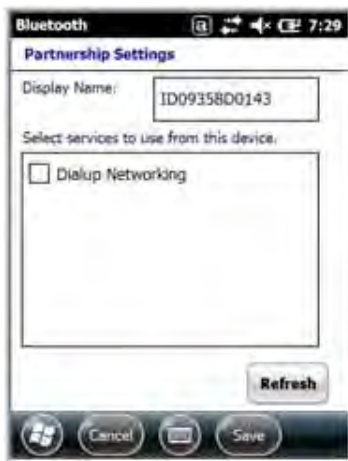 Bluetooth 7:29
Partnership Settings
Display Name: ID09358D0143
Select services to use from this device.
Dialup Networking
Refresh
Cancel Save